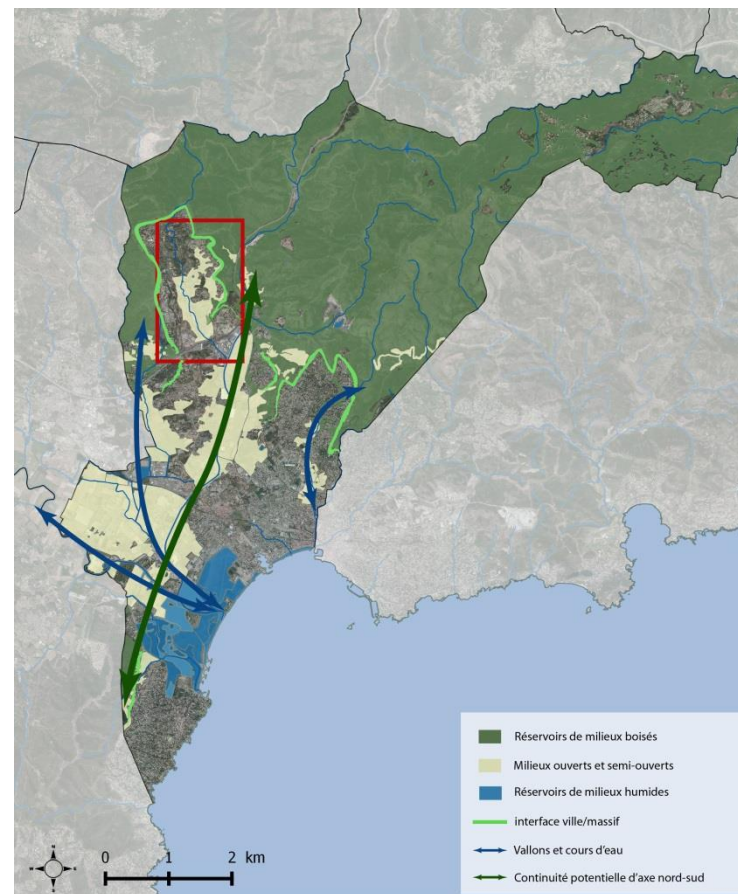 Réservoirs de milieux boisés
Milieux ouverts et semi-ouverts
Réservoirs de milieux humides
interface ville/massif
Vallons et cours d'eau
Continuité potentielle d'axe nord-sud
0 1 2 km